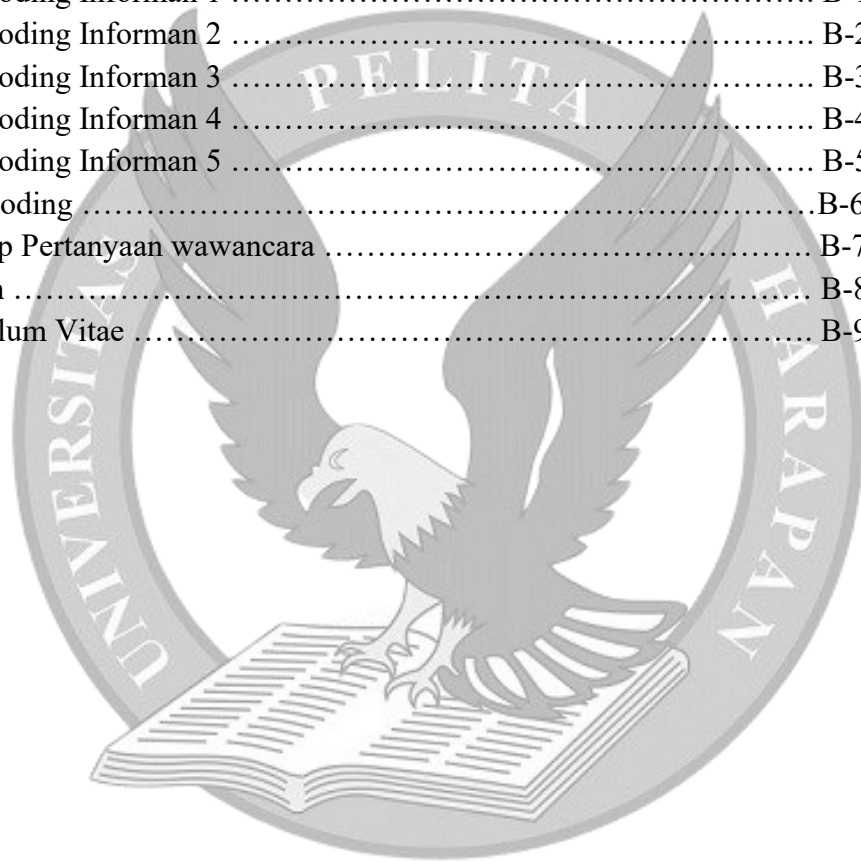 oding Informan 2 ........................................................... B-2
oding Informan 3 ........................................................... B-3
oding Informan 4 ........................................................... B-4
oding Informan 5 ........................................................... B-5
oding ...........................................................................B-6
p Pertanyaan wawancara .................................................. B-7
n ................................................................................. B-8
lum Vitae ..................................................................... B-9
UNIVERSITAS
PELITA
HARAPAN